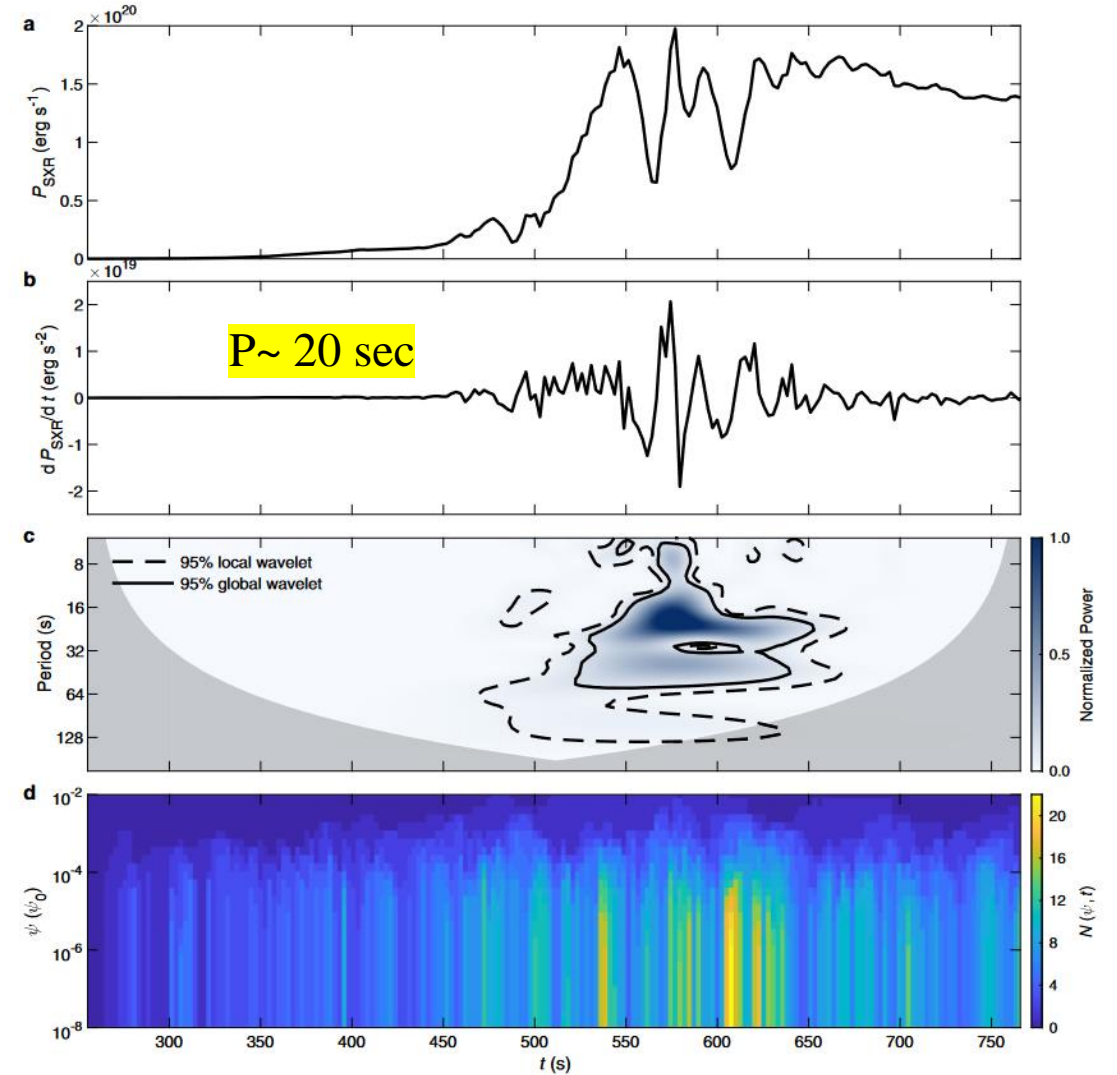 a
× 10^20
2
1.5
1
0.5
0
P_SXR (erg s^-1)
b
× 10^19
2
1
0
-1
-2
d P_SXR/d t (erg s^-2)
P~ 20 sec
c
95% local wavelet
95% global wavelet
8
16
32
64
128
Period (s)
1.0
0.5
0.0
Normalized Power
d
10^-2
10^-4
10^-6
10^-8
ψ (ψ_0)
20
16
12
8
4
0
N (ψ, t)
300 350 400 450 500 550 600 650 700 750
t (s)